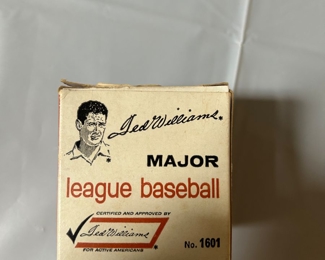 Ted Williams®
MAJOR
league baseball
CERTIFIED AND APPROVED BY
Ted Williams
FOR ACTIVE AMERICANS ®
No. 1601